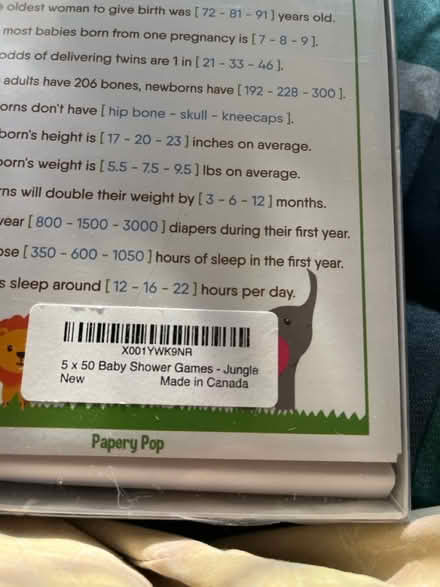 oldest woman to give birth was [ 72 - 81 - 91 ] years old.
most babies born from one pregnancy is [ 7 - 8 - 9 ].
odds of delivering twins are 1 in [ 21 - 33 - 46 ].
adults have 206 bones, newborns have [ 192 - 228 - 300 ].
orns don't have [ hip bone - skull - kneecaps ].
born's height is [ 17 - 20 - 23 ] inches on average.
born's weight is [ 5.5 - 7.5 - 9.5 ] lbs on average.
rns will double their weight by [ 3 - 6 - 12 ] months.
year [ 800 - 1500 - 3000 ] diapers during their first year.
ose [ 350 - 600 - 1050 ] hours of sleep in the first year.
s sleep around [ 12 - 16 - 22 ] hours per day.
X001YWK9NR
5 x 50 Baby Shower Games - Jungle
New Made in Canada
Papery Pop